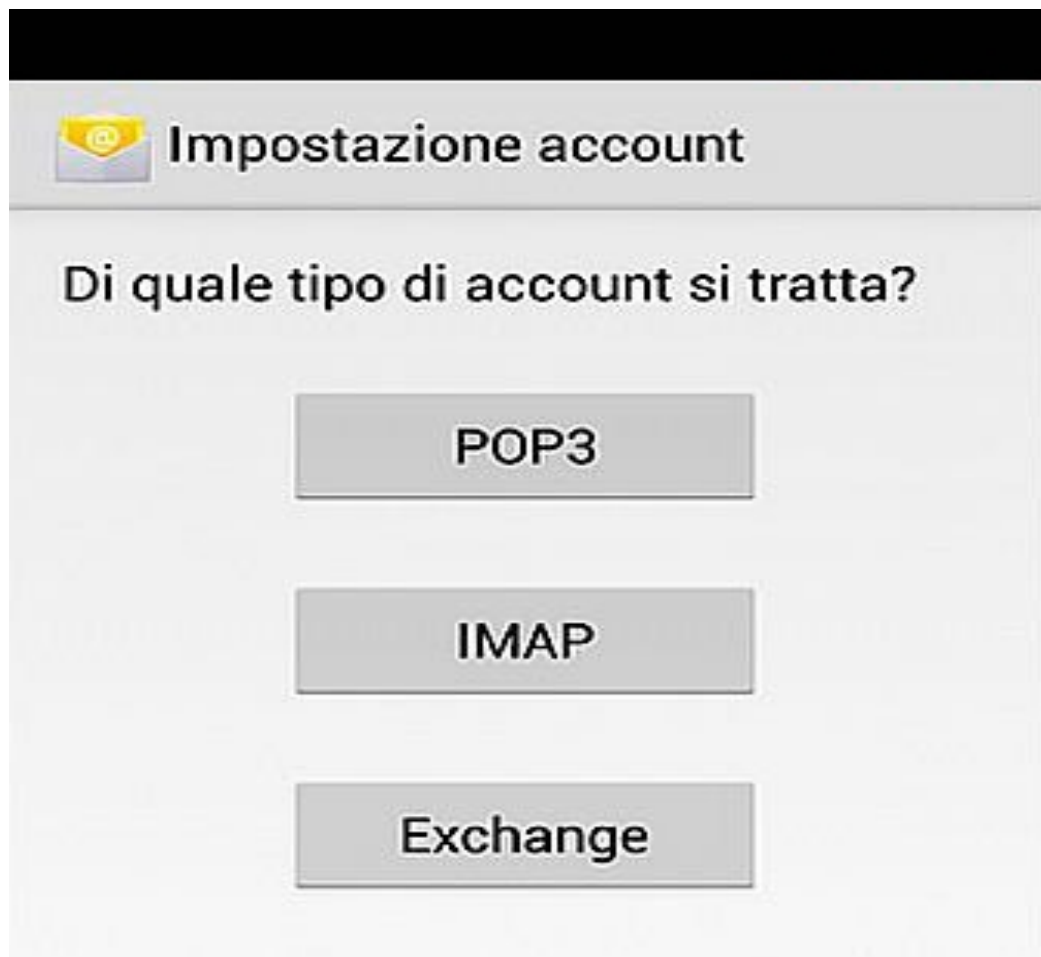 Impostazione account
Di quale tipo di account si tratta?
POP3
IMAP
Exchange